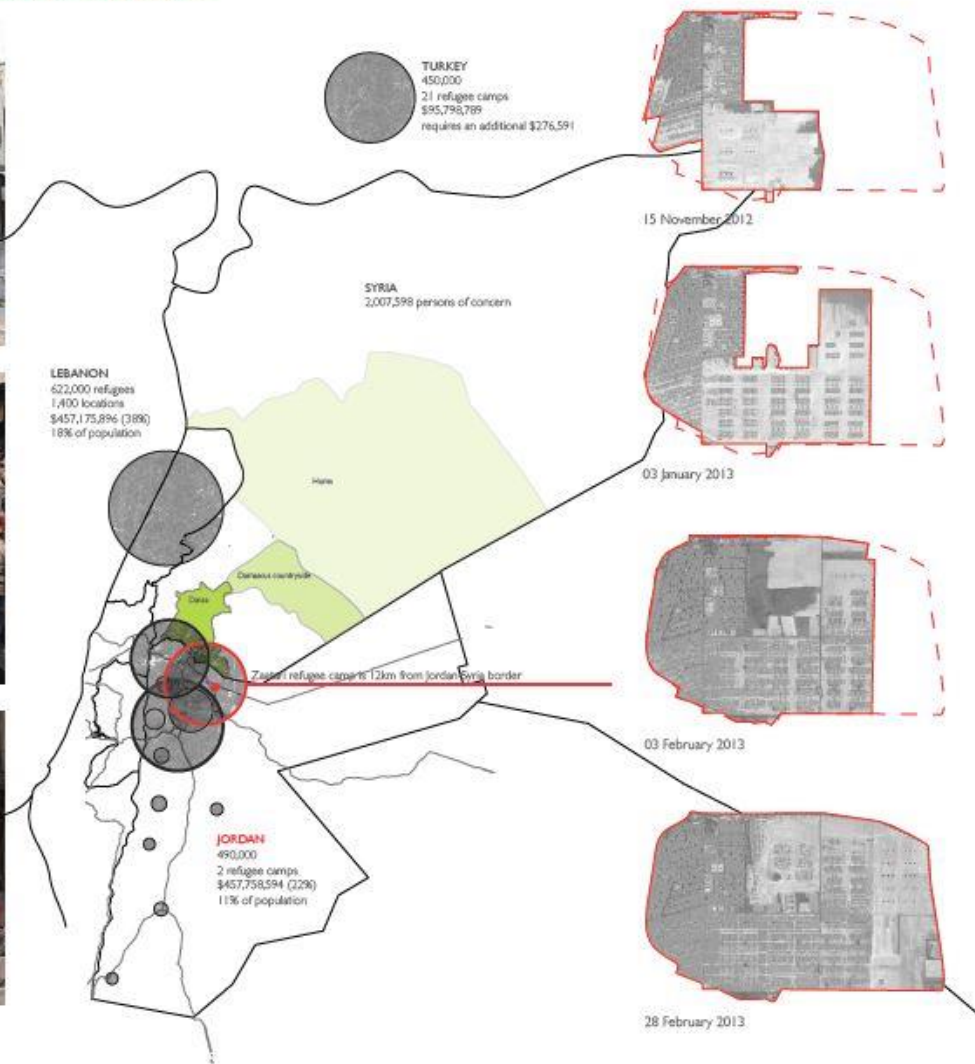 TURKEY
450,000
21 refugee camps
$95,798,789
requires an additional $276,591
15 November 2012
SYRIA
2,007,598 persons of concern
LEBANON
622,000 refugees
1,400 locations
$457,175,896 (38%)
18% of population
03 January 2013
Homs
Damascus countryside
Daraa
Zaatari refugee camp is 12km from Jordan-Syria border
03 February 2013
JORDAN
490,000
2 refugee camps
$457,758,594 (22%)
11% of population
28 February 2013